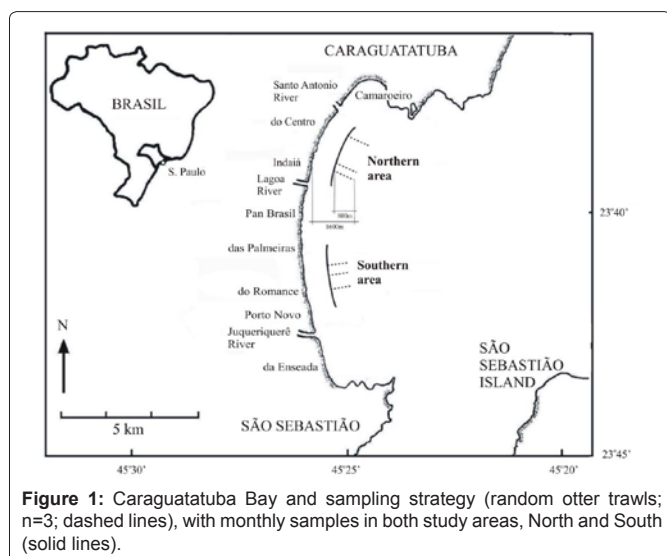 CARAGUATATUBA
Santo Antonio
River
Camaroeiro
BRASIL
do Centro
S. Paulo
Indaiá
Northern
area
Lagoa
River
Pan Brasil
23°40
das Palmeiras
Southern
area
do Romance
Porto Novo
N
Juqueriquerê
River
SÃO
SEBASTIÃO
ISLAND
da Enseada
5 km
SÃO SEBASTIÃO
23°45
45°30
45°25
45°20
Figure 1: Caraguatatuba Bay and sampling strategy (random otter trawls;
n=3; dashed lines), with monthly samples in both study areas, North and South
(solid lines).